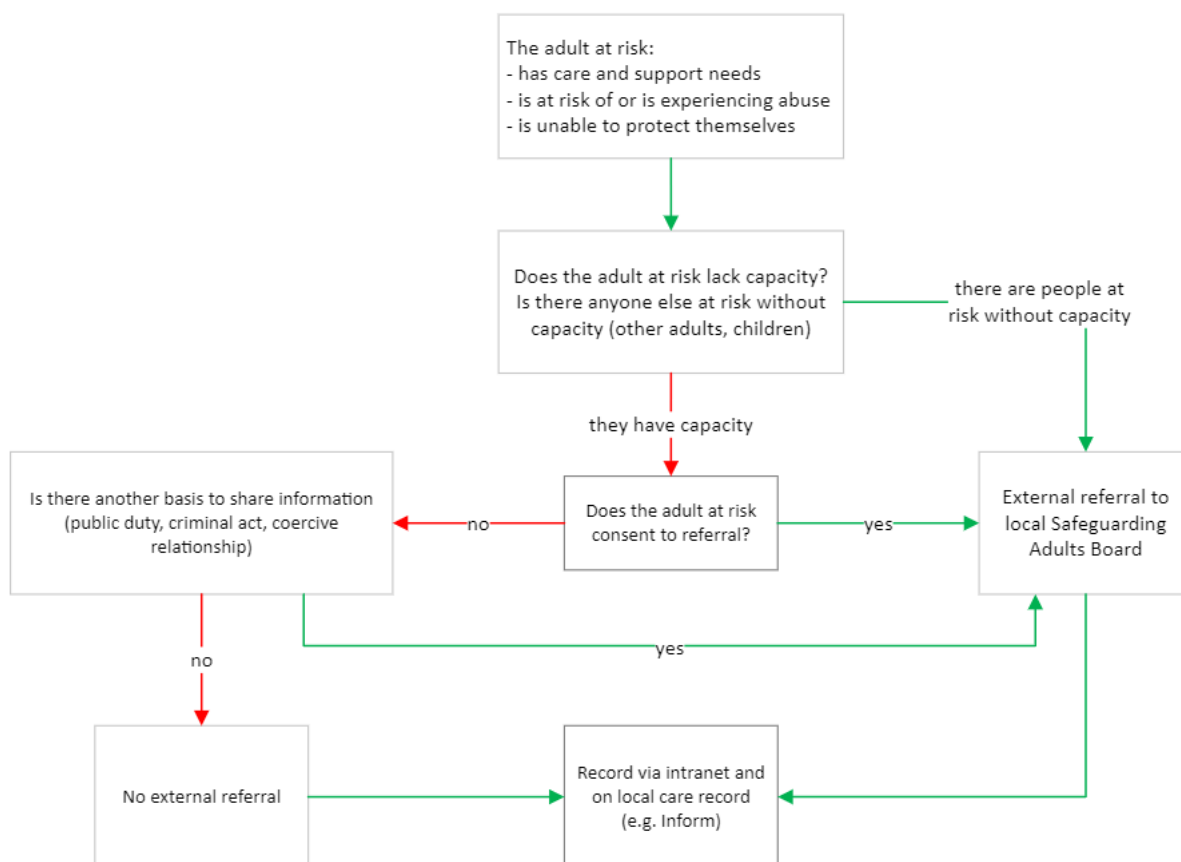 The adult at risk:
- has care and support needs
- is at risk of or is experiencing abuse
- is unable to protect themselves
Does the adult at risk lack capacity?
Is there anyone else at risk without
capacity (other adults, children)
there are people at
risk without capacity
they have capacity
Is there another basis to share information
(public duty, criminal act, coercive
relationship)
no
Does the adult at risk
consent to referral?
yes
External referral to
local Safeguarding
Adults Board
yes
no
No external referral
Record via intranet and
on local care record
(e.g. Inform)